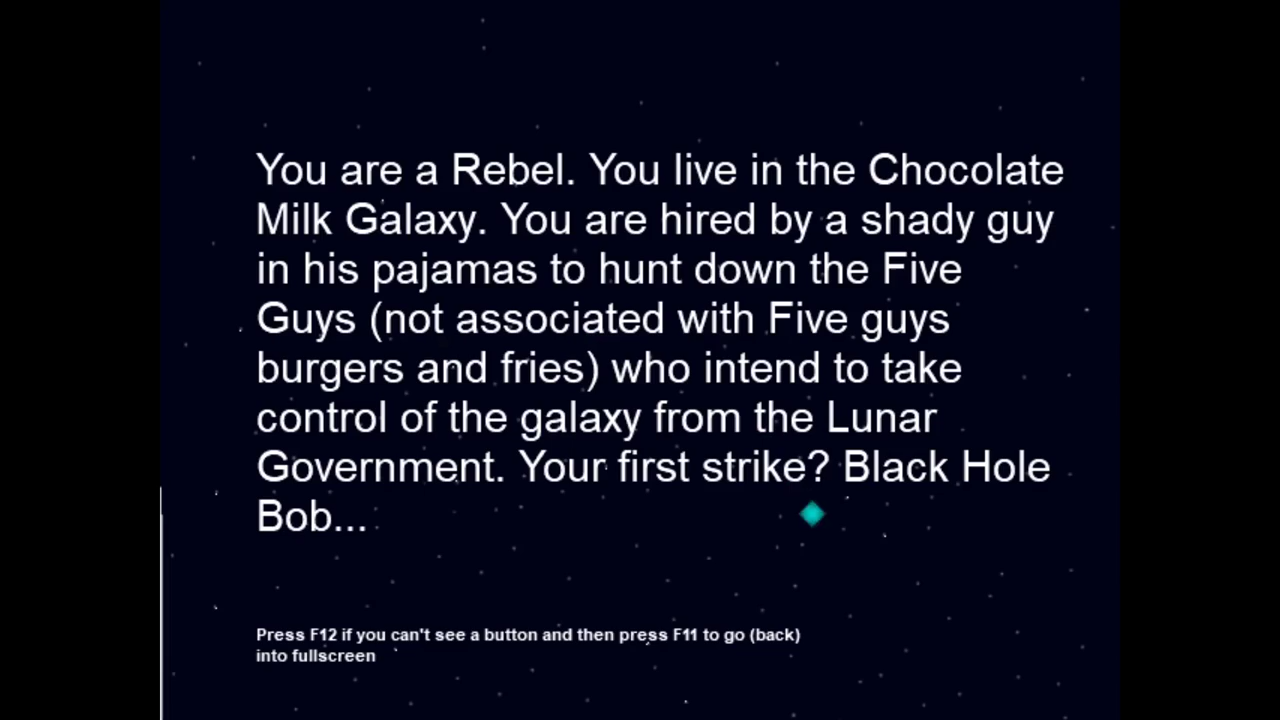 You are a Rebel. You live in the Chocolate
Milk Galaxy. You are hired by a shady guy
in his pajamas to hunt down the Five
Guys (not associated with Five guys
burgers and fries) who intend to take
control of the galaxy from the Lunar
Government. Your first strike? Black Hole
Bob...
Press F12 if you can't see a button and then press F11 to go (back)
into fullscreen